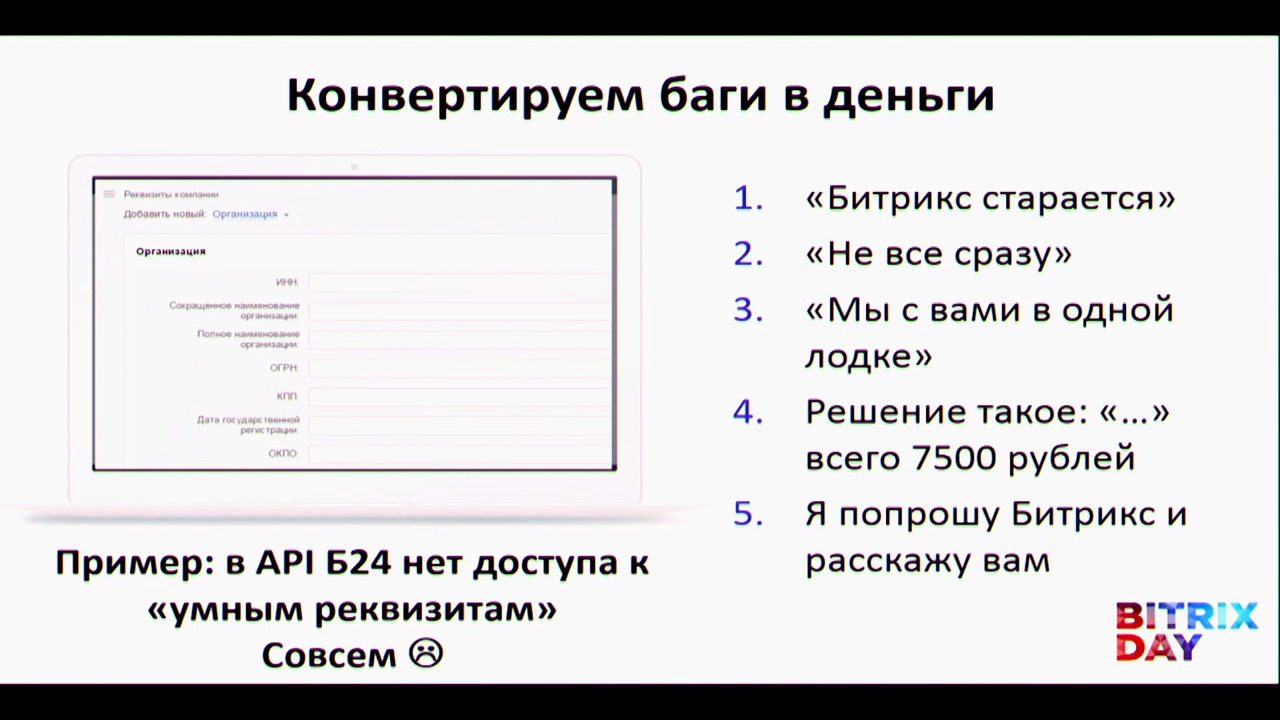 Конвертируем баги в деньги
Реквизиты компании
Добавить новый: Организация
Организация
ИНН:
Сокращенное наименование
организации:
Полное наименование
организации:
ОГРН:
КПП:
Дата государственной
регистрации:
ОКПО:
Пример: в API Б24 нет доступа к
«умным реквизитам»
Совсем ☹
1. «Битрикс старается»
2. «Не все сразу»
3. «Мы с вами в одной
лодке»
4. Решение такое: «…»
всего 7500 рублей
5. Я попрошу Битрикс и
расскажу вам
BITRIX
DAY